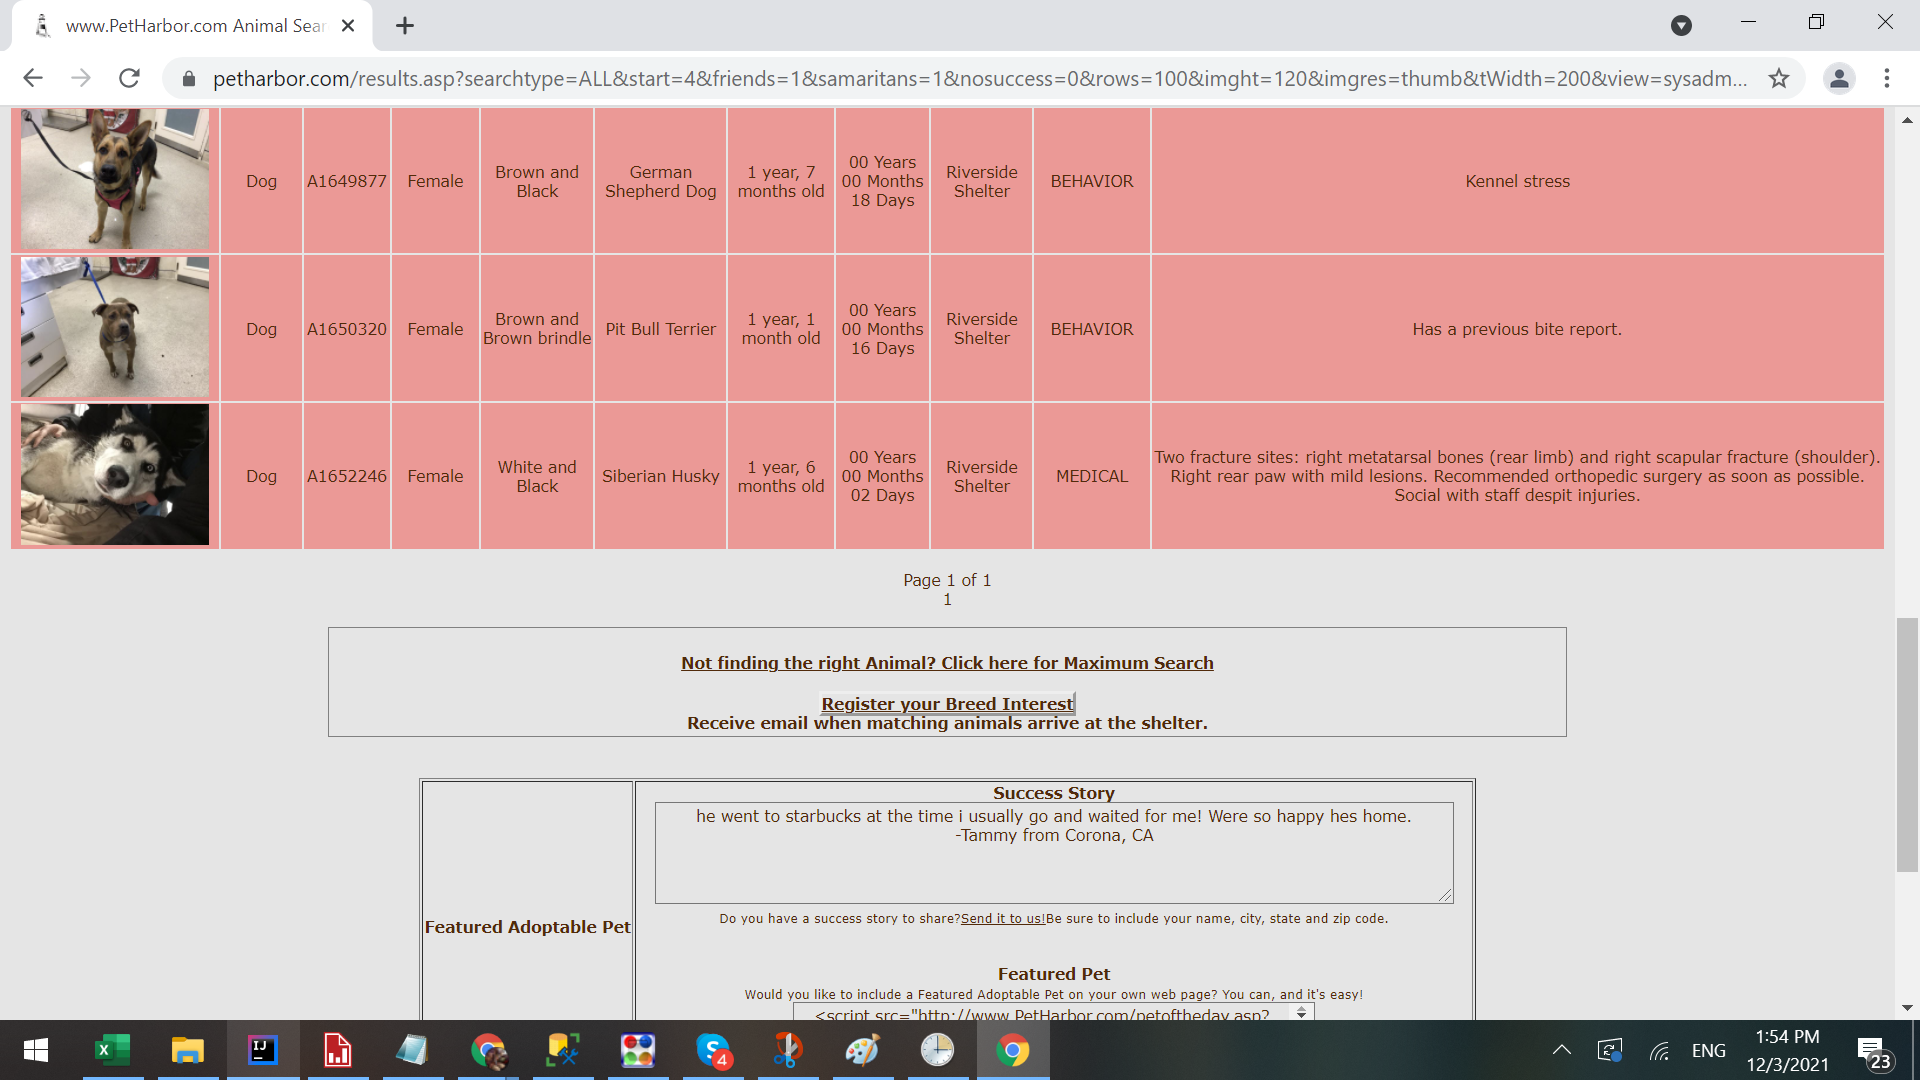 www.PetHarbor.com Animal Sear
petharbor.com/results.asp?searchtype=ALL&start=4&friends=1&samaritans=1&nosuccess=0&rows=100&imght=120&imgres=thumb&tWidth=200&view=sysadm...
Dog
A1649877
Female
Brown and
Black
German
Shepherd Dog
1 year, 7
months old
00 Years
00 Months
18 Days
Riverside
Shelter
BEHAVIOR
Kennel stress
Dog
A1650320
Female
Brown and
Brown brindle
Pit Bull Terrier
1 year, 1
month old
00 Years
00 Months
16 Days
Riverside
Shelter
BEHAVIOR
Has a previous bite report.
Dog
A1652246
Female
White and
Black
Siberian Husky
1 year, 6
months old
00 Years
00 Months
02 Days
Riverside
Shelter
MEDICAL
Two fracture sites: right metatarsal bones (rear limb) and right scapular fracture (shoulder).
Right rear paw with mild lesions. Recommended orthopedic surgery as soon as possible.
Social with staff despit injuries.
Page 1 of 1
1
Not finding the right Animal? Click here for Maximum Search
Register your Breed Interest
Receive email when matching animals arrive at the shelter.
Featured Adoptable Pet
Success Story
he went to starbucks at the time i usually go and waited for me! Were so happy hes home.
-Tammy from Corona, CA
Do you have a success story to share?Send it to us!Be sure to include your name, city, state and zip code.
Featured Pet
Would you like to include a Featured Adoptable Pet on your own web page? You can, and it's easy!
<script src="http://www.PetHarbor.com/petoftheday.asp?
IJ
4
ENG
1:54 PM
12/3/2021
23